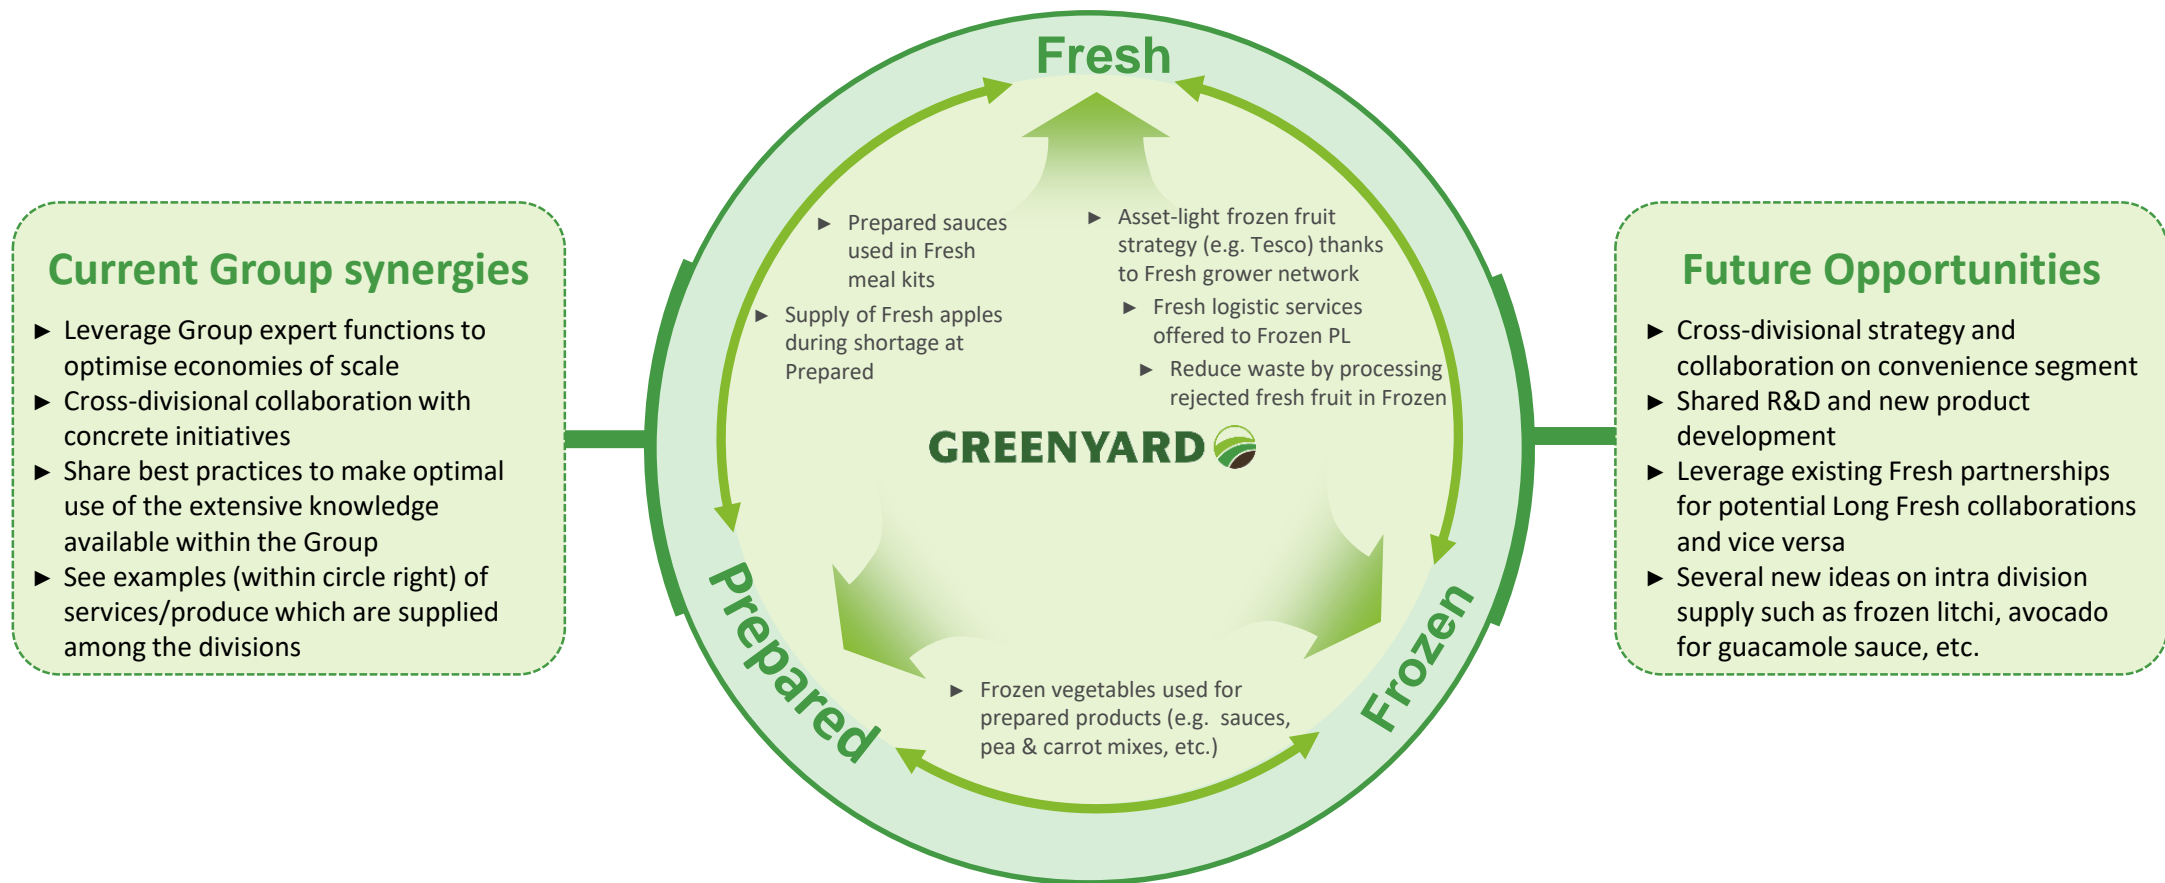 Fresh
Current Group synergies
► Leverage Group expert functions to
optimise economies of scale
► Cross-divisional collaboration with
concrete initiatives
► Share best practices to make optimal
use of the extensive knowledge
available within the Group
► See examples (within circle right) of
services/produce which are supplied
among the divisions
► Prepared sauces
used in Fresh
meal kits
► Supply of Fresh apples
during shortage at
Prepared
► Asset-light frozen fruit
strategy (e.g. Tesco) thanks
to Fresh grower network
► Fresh logistic services
offered to Frozen PL
► Reduce waste by processing
rejected fresh fruit in Frozen
GREENYARD
Prepared
Frozen
► Frozen vegetables used for
prepared products (e.g. sauces,
pea & carrot mixes, etc.)
Future Opportunities
► Cross-divisional strategy and
collaboration on convenience segment
► Shared R&D and new product
development
► Leverage existing Fresh partnerships
for potential Long Fresh collaborations
and vice versa
► Several new ideas on intra division
supply such as frozen litchi, avocado
for guacamole sauce, etc.